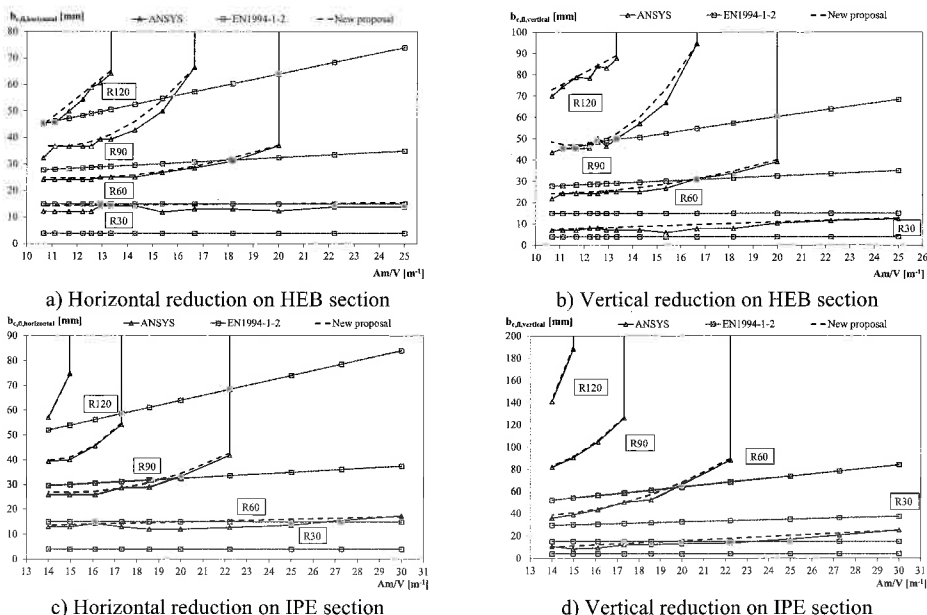 b c,fi,horizontal [mm] ANSYS EN1994-1-2 New proposal
80
70
60
50
40
30
20
10
0
R120
R90
R60
R30
10 11 12 13 14 15 16 17 18 19 20 21 22 23 24 25
Am/V [m-1]
a) Horizontal reduction on HEB section
b c,fi,vertical [mm] ANSYS EN1994-1-2 New proposal
100
90
80
70
60
50
40
30
20
10
0
R120
R90
R60
R30
10 11 12 13 14 15 16 17 18 19 20 21 22 23 24 25 26
Am/V [m-1]
b) Vertical reduction on HEB section
b c,fi,horizontal [mm] ANSYS EN1994-1-2 New proposal
90
80
70
60
50
40
30
20
10
0
R120
R90
R60
R30
13 14 15 16 17 18 19 20 21 22 23 24 25 26 27 28 29 30 31
Am/V [m-1]
c) Horizontal reduction on IPE section
b c,fi,vertical [mm] ANSYS EN1994-1-2 New proposal
200
180
160
140
120
100
80
60
40
20
0
R120
R90
R60
R30
13 14 15 16 17 18 19 20 21 22 23 24 25 26 27 28 29 30 31
Am/V [m-1]
d) Vertical reduction on IPE section